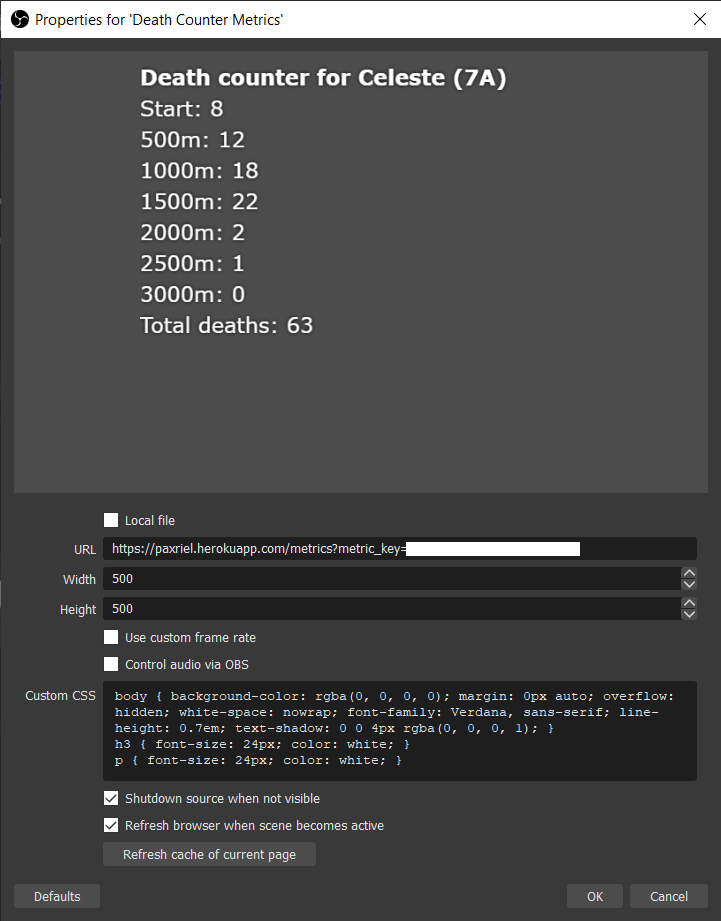 Properties for 'Death Counter Metrics'
Death counter for Celeste (7A)
Start: 8
500m: 12
1000m: 18
1500m: 22
2000m: 2
2500m: 1
3000m: 0
Total deaths: 63
Local file
URL https://paxriel.herokuapp.com/metrics?metric_key=
Width 500
Height 500
Use custom frame rate
Control audio via OBS
Custom CSS body { background-color: rgba(0, 0, 0, 0); margin: 0px auto; overflow:
hidden; white-space: nowrap; font-family: Verdana, sans-serif; line-
height: 0.7em; text-shadow: 0 0 4px rgba(0, 0, 0, 1); }
h3 { font-size: 24px; color: white; }
p { font-size: 24px; color: white; }
Shutdown source when not visible
Refresh browser when scene becomes active
Refresh cache of current page
Defaults OK Cancel